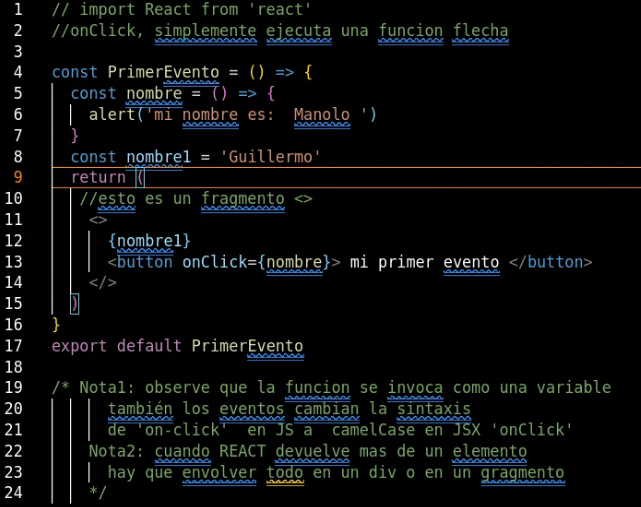 1 // import React from 'react'
2 //onClick, simplemente ejecuta una funcion flecha
3
4 const PrimerEvento = () => {
5 const nombre = () => {
6 alert('mi nombre es:  Manolo ')
7 }
8 const nombre1 = 'Guillermo'
9 return (
10 //esto es un fragmento <>
11 <>
12 {nombre1}
13 <button onClick={nombre}> mi primer evento </button>
14 </>
15 )
16 }
17 export default PrimerEvento
18
19 /* Nota1: observe que la funcion se invoca como una variable
20 también los eventos cambian la sintaxis
21 de 'on-click'  en JS a  camelCase en JSX 'onClick'
22 Nota2: cuando REACT devuelve mas de un elemento
23 hay que envolver todo en un div o en un gragmento
24 */